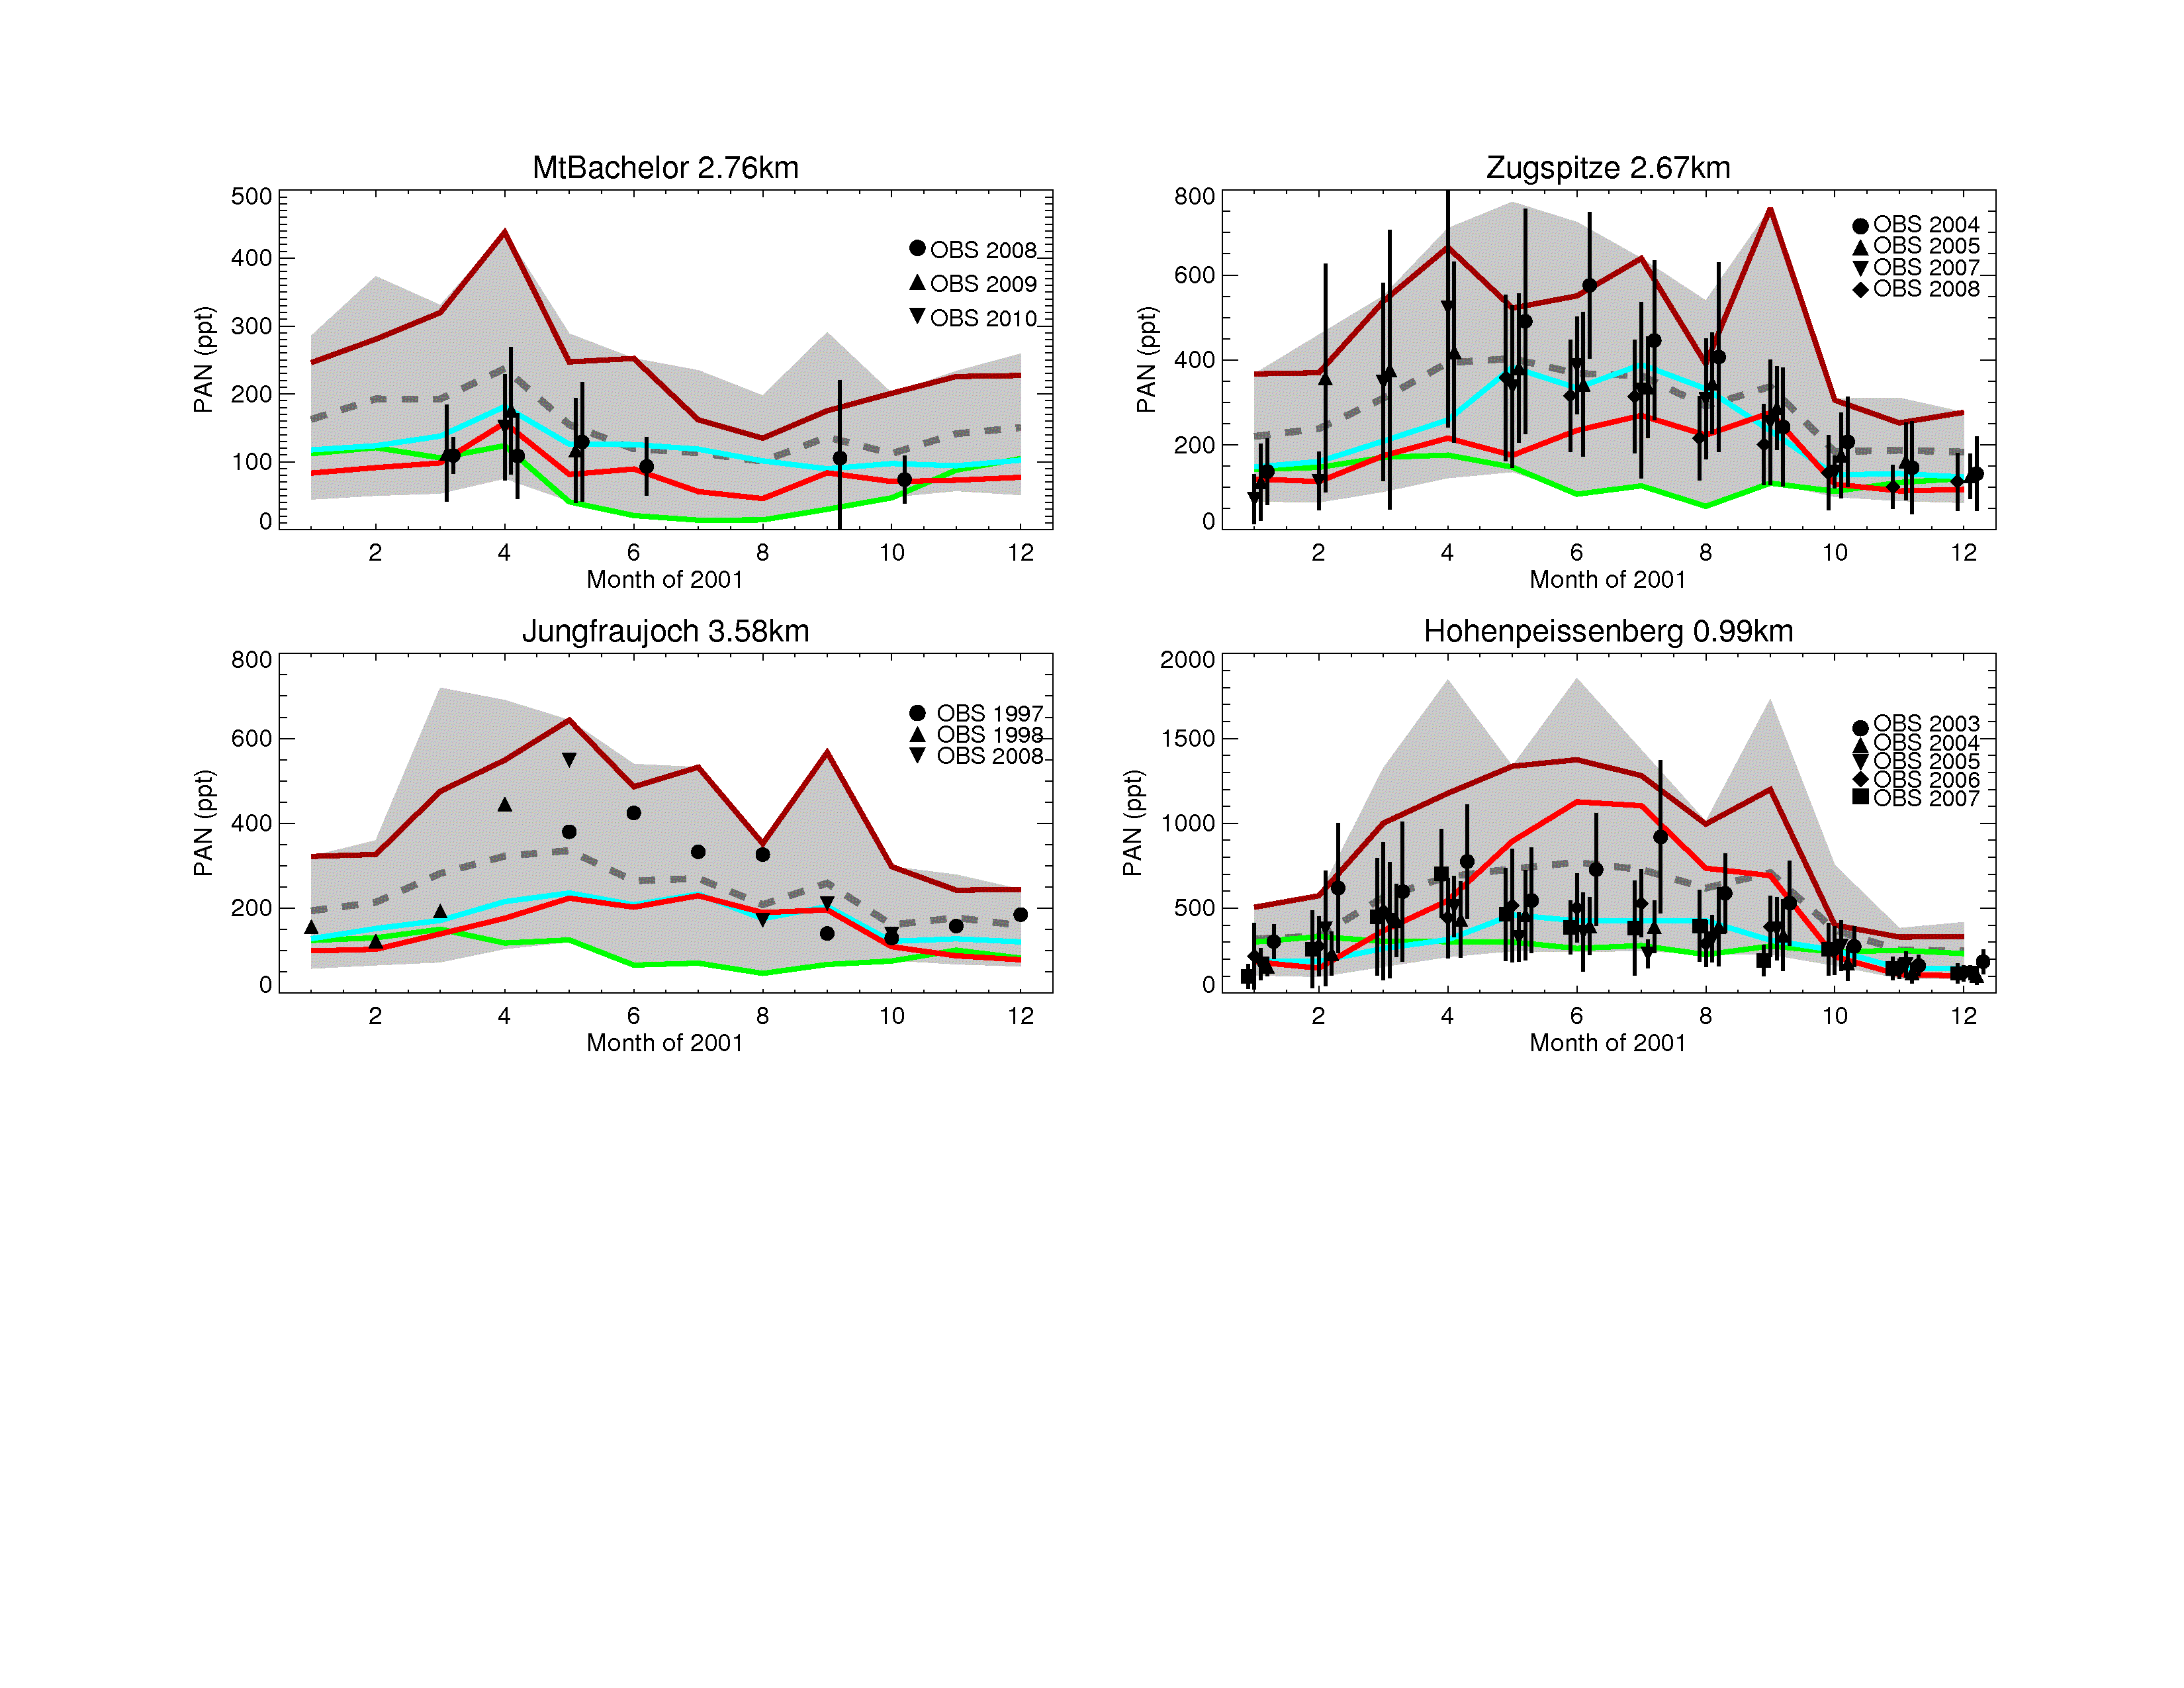 MtBachelor 2.76km
500
400
300
200
100
0
PAN (ppt)
OBS 2008
OBS 2009
OBS 2010
2 4 6 8 10 12
Month of 2001
Zugspitze 2.67km
800
600
400
200
0
PAN (ppt)
OBS 2004
OBS 2005
OBS 2007
OBS 2008
2 4 6 8 10 12
Month of 2001
Jungfraujoch 3.58km
800
600
400
200
0
PAN (ppt)
OBS 1997
OBS 1998
OBS 2008
2 4 6 8 10 12
Month of 2001
Hohenpeissenberg 0.99km
2000
1500
1000
500
0
PAN (ppt)
OBS 2003
OBS 2004
OBS 2005
OBS 2006
OBS 2007
2 4 6 8 10 12
Month of 2001